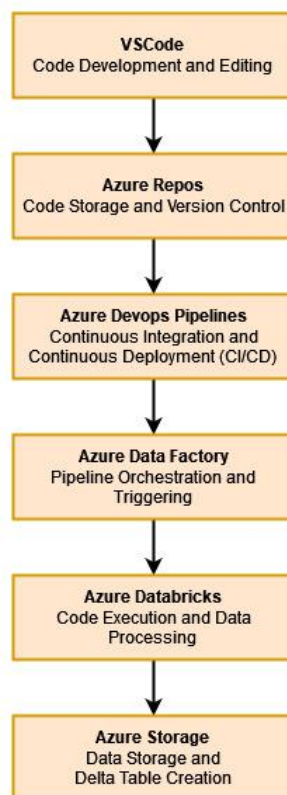 VSCode
Code Development and Editing
Azure Repos
Code Storage and Version Control
Azure Devops Pipelines
Continuous Integration and
Continuous Deployment (CI/CD)
Azure Data Factory
Pipeline Orchestration and
Triggering
Azure Databricks
Code Execution and Data
Processing
Azure Storage
Data Storage and
Delta Table Creation